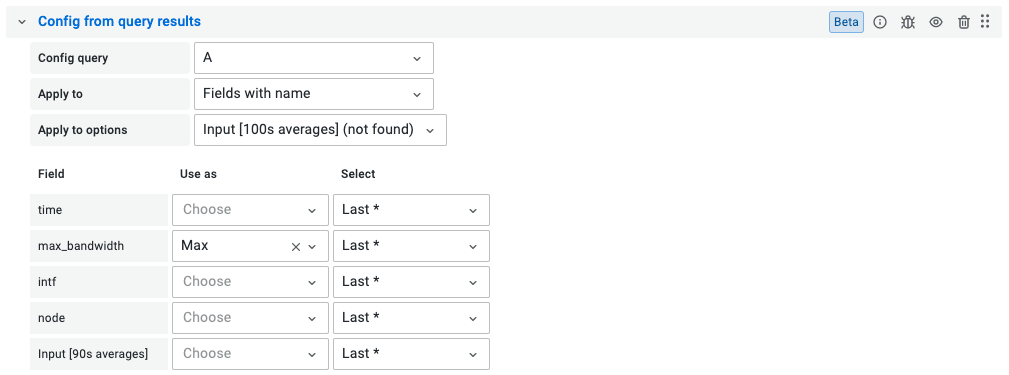 Config from query results Beta
Config query A
Apply to Fields with name
Apply to options Input [100s averages] (not found)
Field Use as Select
time Choose Last *
max_bandwidth Max Last *
intf Choose Last *
node Choose Last *
Input [90s averages] Choose Last *